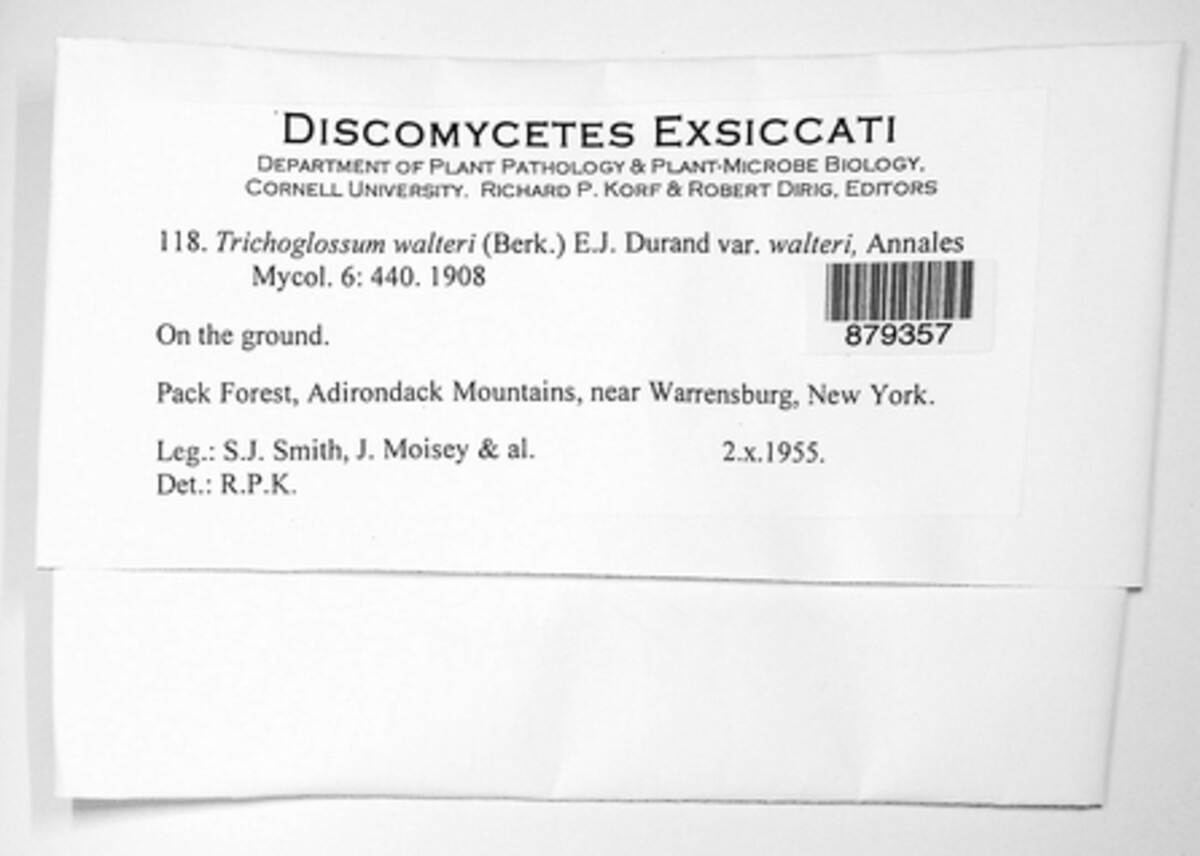 DISCOMYCETES EXSICCATI
DEPARTMENT OF PLANT PATHOLOGY & PLANT-MICROBE BIOLOGY,
CORNELL UNIVERSITY. RICHARD P. KORF & ROBERT DIRIG, EDITORS
118. Trichoglossum walteri (Berk.) E.J. Durand var. walteri, Annales
Mycol. 6: 440. 1908
879357
On the ground.
Pack Forest, Adirondack Mountains, near Warrensburg, New York.
Leg.: S.J. Smith, J. Moisey & al. 2.x.1955.
Det.: R.P.K.